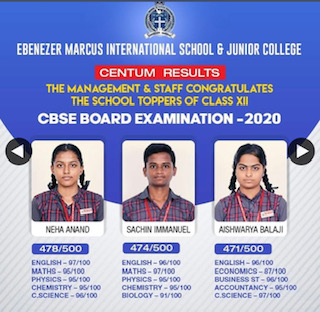 EBENEZER MARCUS INTERNATIONAL SCHOOL & JUNIOR COLLEGE
CENTUM RESULTS
THE MANAGEMENT & STAFF CONGRATULATES
THE SCHOOL TOPPERS OF CLASS XII
CBSE BOARD EXAMINATION -2020
NEHA ANAND
478/500
ENGLISH - 97/100
MATHS - 95/100
PHYSICS - 95/100
CHEMISTRY - 95/100
C.SCIENCE - 96/100
SACHIN IMMANUEL
474/500
ENGLISH - 96/100
MATHS - 97/100
PHYSICS - 95/100
CHEMISTRY - 95/100
BIOLOGY - 91/100
AISHWARYA BALAJI
471/500
ENGLISH - 96/100
ECONOMICS - 87/100
BUSINESS ST - 96/100
ACCOUNTANCY - 95/100
C.SCIENCE - 97/100